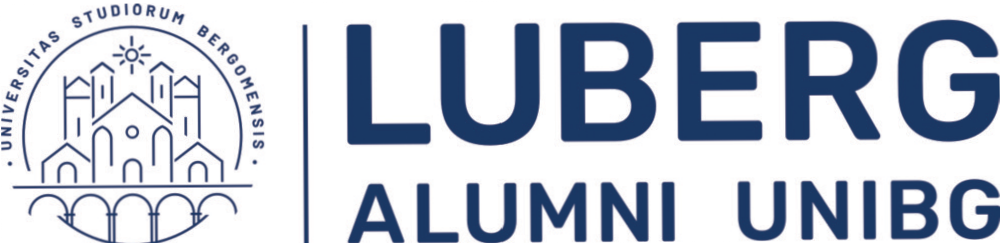 · UNIVERSITAS STUDIORUM BERGOMENSIS ·
LUBERG
ALUMNI UNIBG